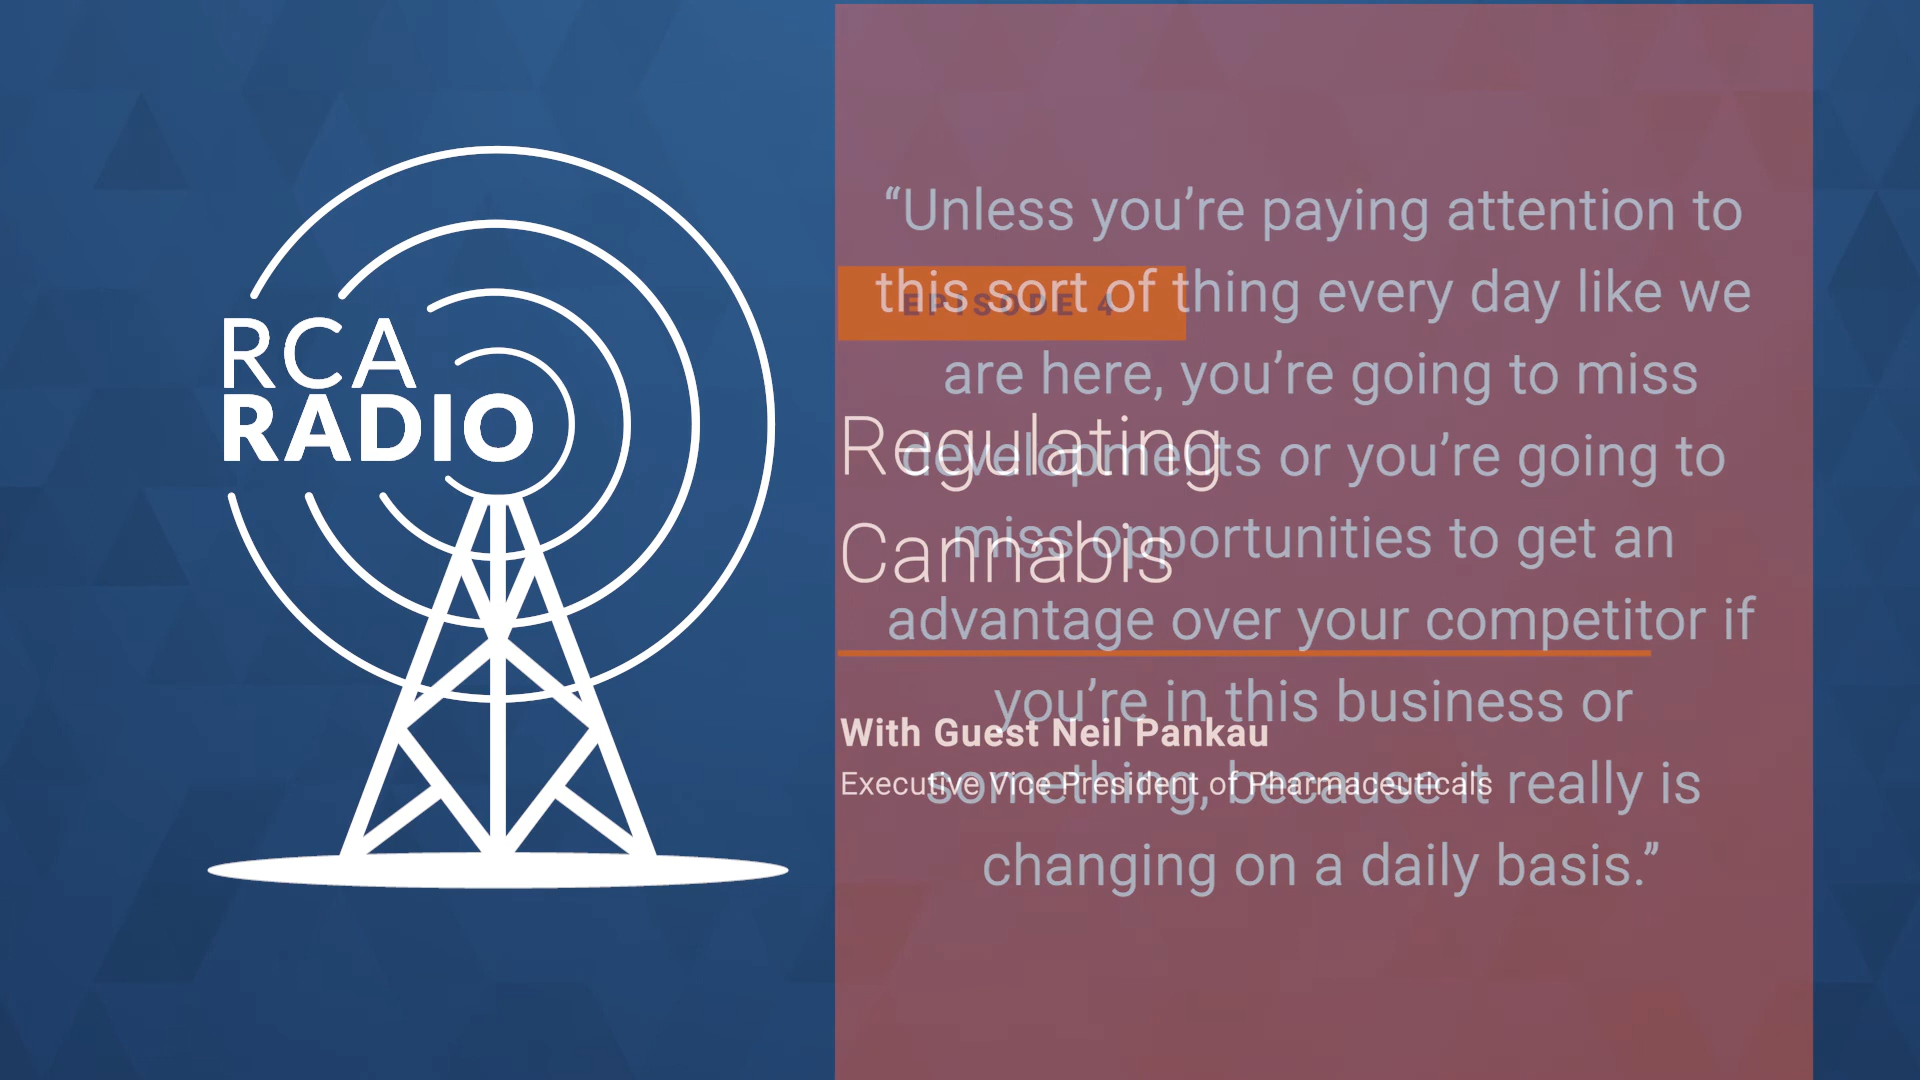 RCA
RADIO
EPISODE 4
Regulating
Cannabis
With Guest Neil Pankau
Executive Vice President of Pharmaceuticals
“Unless you’re paying attention to
this sort of thing every day like we
are here, you’re going to miss
developments or you’re going to
miss opportunities to get an
advantage over your competitor if
you’re in this business or
something, because it really is
changing on a daily basis.”